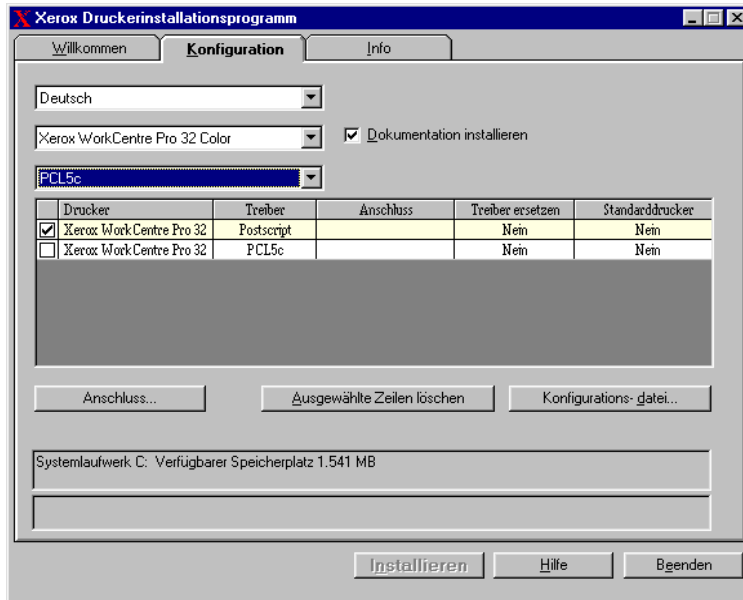 X Xerox Druckerinstallationsprogramm
Willkommen Konfiguration Info
Deutsch
Xerox WorkCentre Pro 32 Color Dokumentation installieren
PCL5c
Drucker Treiber Anschluss Treiber ersetzen Standarddrucker
Xerox WorkCentre Pro 32 Postscript Nein Nein
Xerox WorkCentre Pro 32 PCL5c Nein Nein
Anschluss... Ausgewählte Zeilen löschen Konfigurations- datei...
Systemlaufwerk C: Verfügbarer Speicherplatz 1.541 MB
Installieren Hilfe Beenden